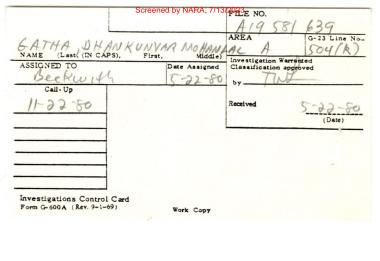 Screened by NARA, 7/13/2023
FILE NO.
A19 581 639
AREA G-23 Line No.
A 504(R)
GATHA, DHANKUNVAR MOHANLAL
NAME (Last, (IN CAPS), First, Middle)
ASSIGNED TO Date Assigned
Beckwith 5-22-80
Investigation Warranted
Classification approved
by
Call-Up
11-22-80
Received 5-22-80
(Date)
Investigations Control Card
Form G-600A (Rev. 9-1-69) Work Copy